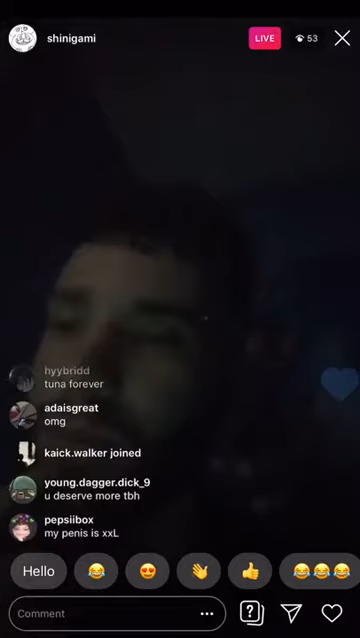 shinigami
LIVE
53
hyybridd
tuna forever
adaisgreat
omg
kaick.walker joined
young.dagger.dick_9
u deserve more tbh
pepsiibox
my penis is xxL
Hello
Comment